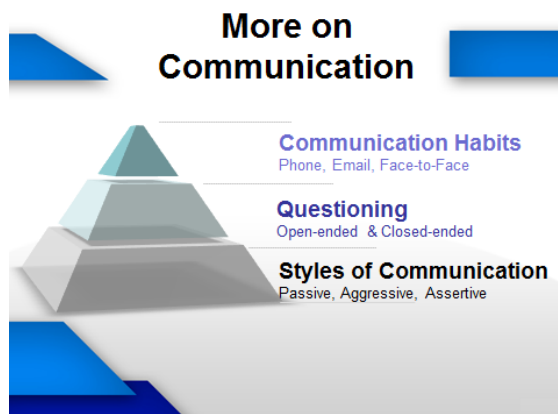 More on
Communication
Communication Habits
Phone, Email, Face-to-Face
Questioning
Open-ended & Closed-ended
Styles of Communication
Passive, Aggressive, Assertive